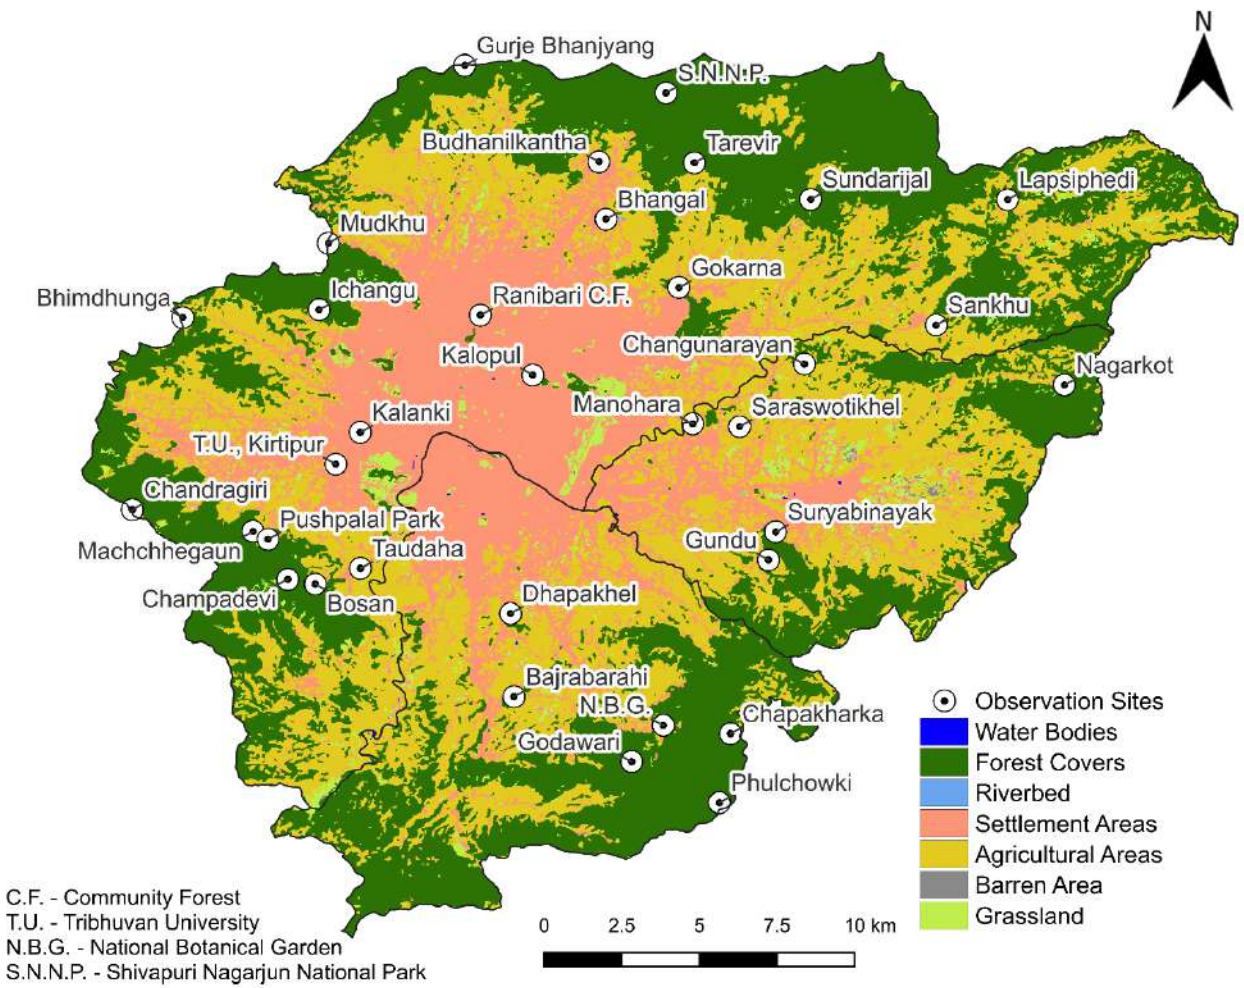 N
Gurje Bhanjyang
S.N.N.P.
Budhanilkantha
Tarevir
Sundarijal
Lapsiphedi
Bhangal
Mudkhu
Gokarna
Ichangu
Ranibari C.F.
Bhimdhunga
Sankhu
Changunarayan
Kalopul
Nagarkot
Kalanki
Manohara
Saraswotikhel
T.U., Kirtipur
Chandragiri
Pushpalal Park
Suryabinayak
Gundu
Machchhegaun
Taudaha
Champadevi
Bosan
Dhapakhel
Bajrabarahi
N.B.G.
Chapakharka
Godawari
Phulchowki
Observation Sites
Water Bodies
Forest Covers
Riverbed
Settlement Areas
Agricultural Areas
Barren Area
Grassland
C.F. - Community Forest
T.U. - Tribhuvan University
N.B.G. - National Botanical Garden
S.N.N.P. - Shivapuri Nagarjun National Park
0 2.5 5 7.5 10 km